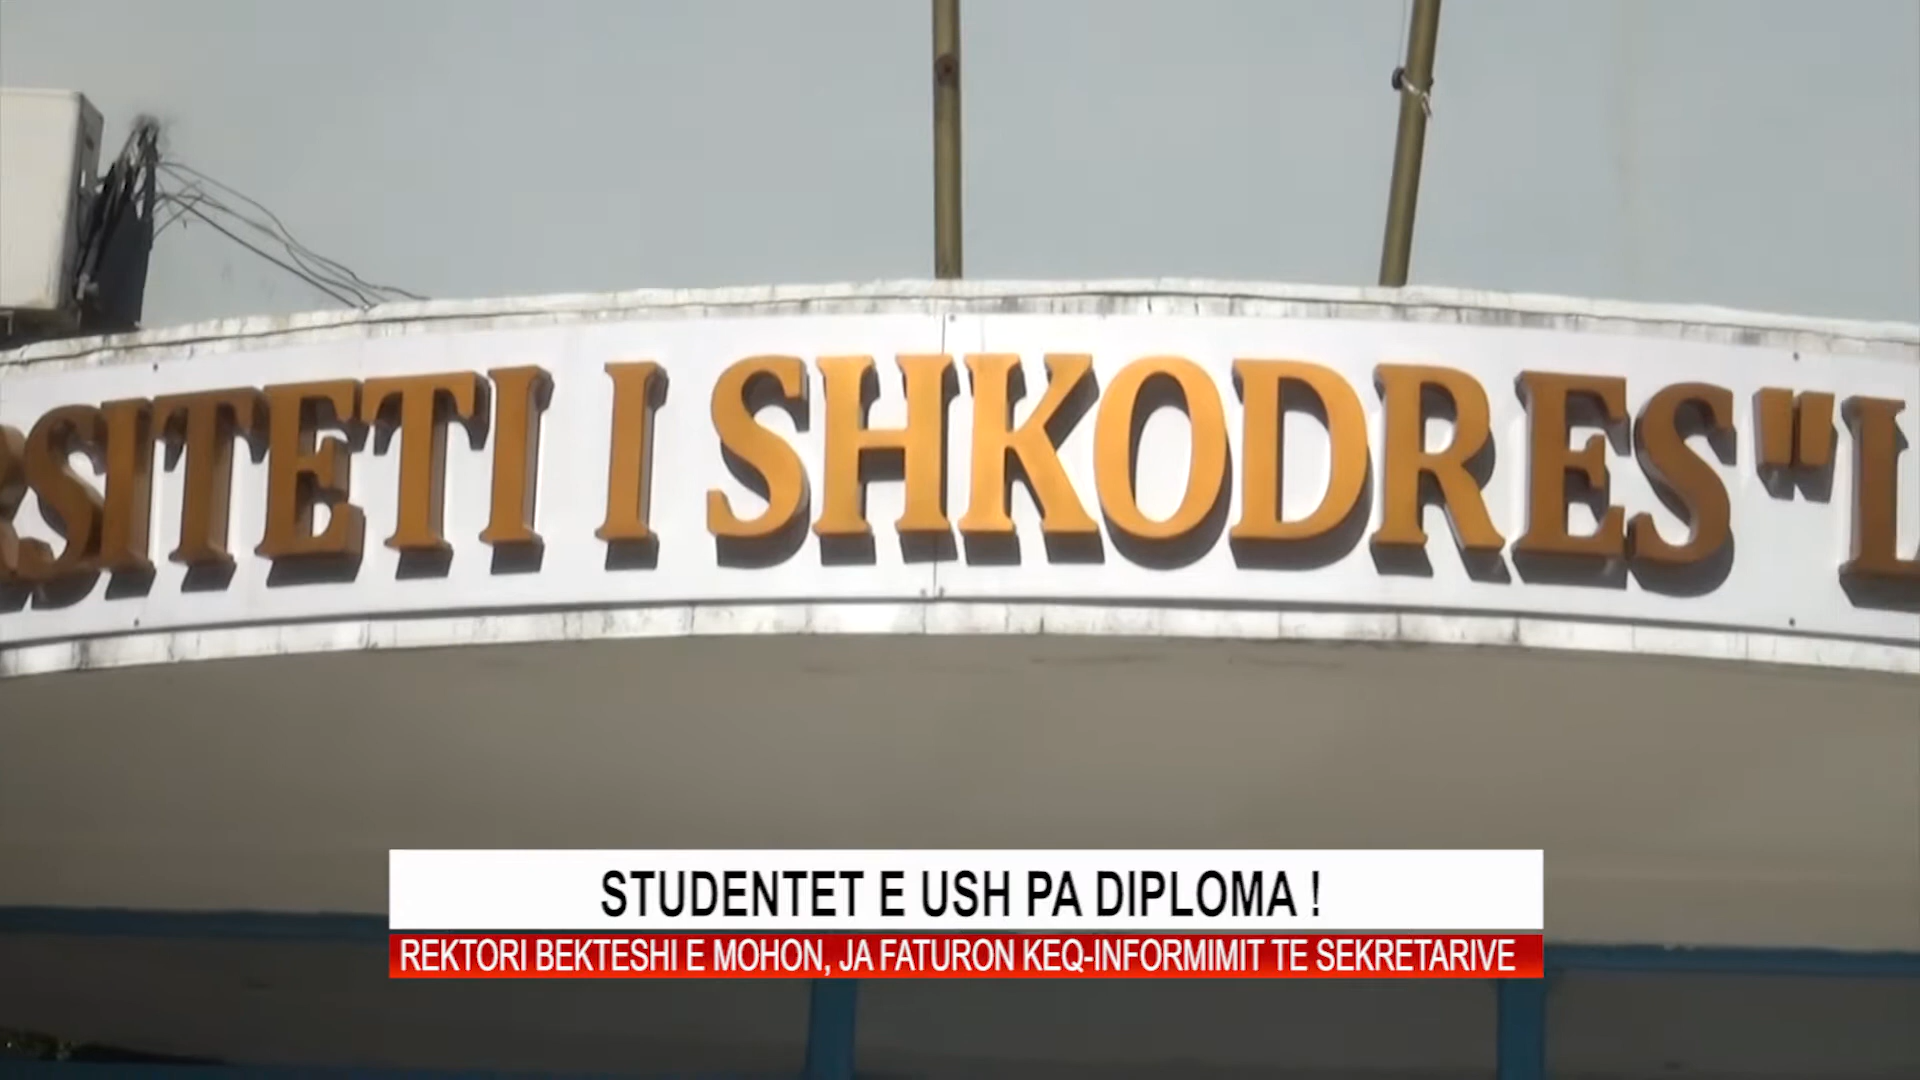 RSITETI I SHKODRES "L
STUDENTET E USH PA DIPLOMA !
REKTORI BEKTESHI E MOHON, JA FATURON KEQ-INFORMIMIT TE SEKRETARIVE